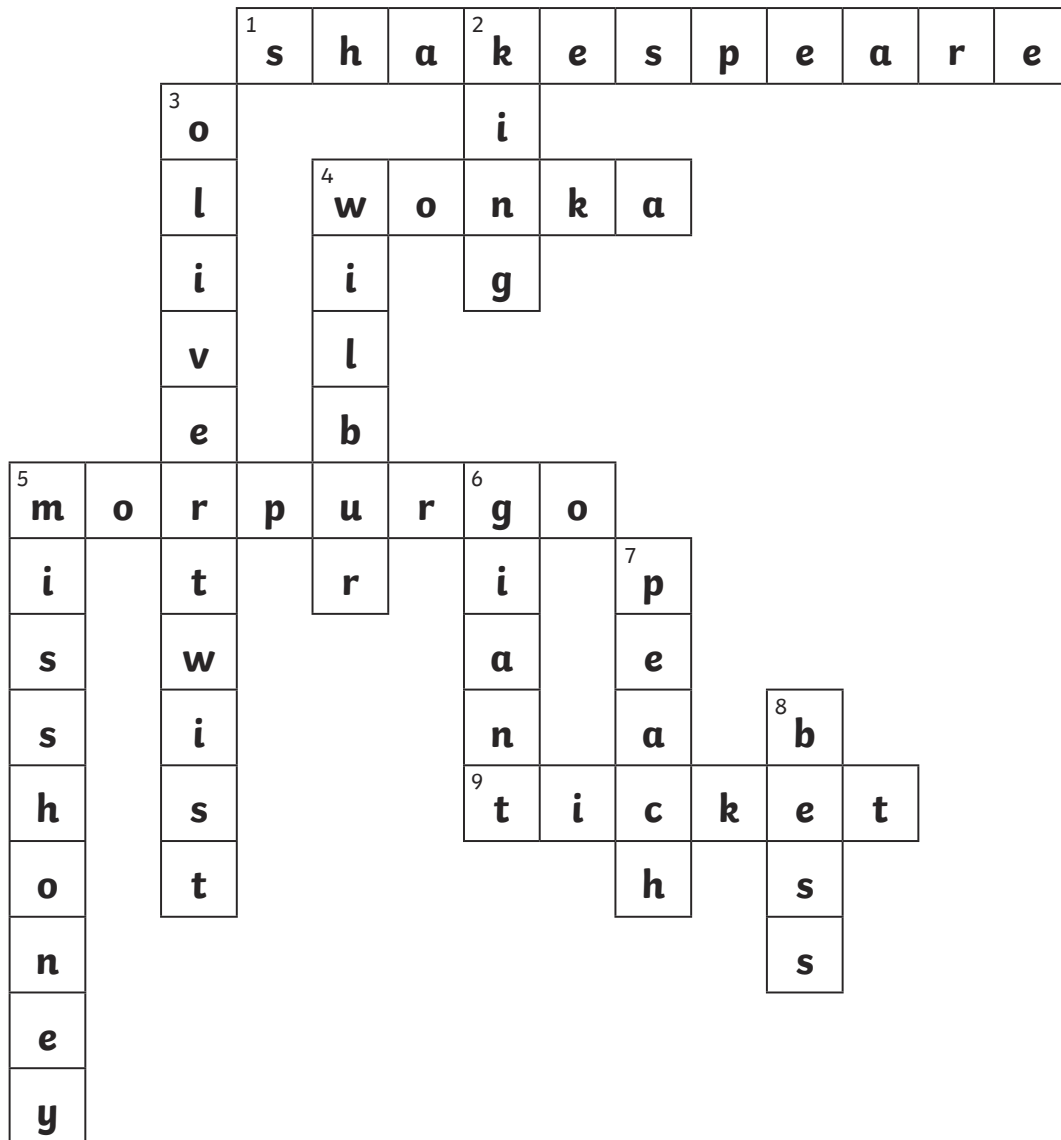 1 s h a 2 k e s p e a r e
3 o i
l 4 w o n k a
i i g
v l
e b
5 m o r p u r 6 g o
i t r i 7 p
s w a e
s i n a 8 b
h s 9 t i c k e t
o t h s
n s
e
y